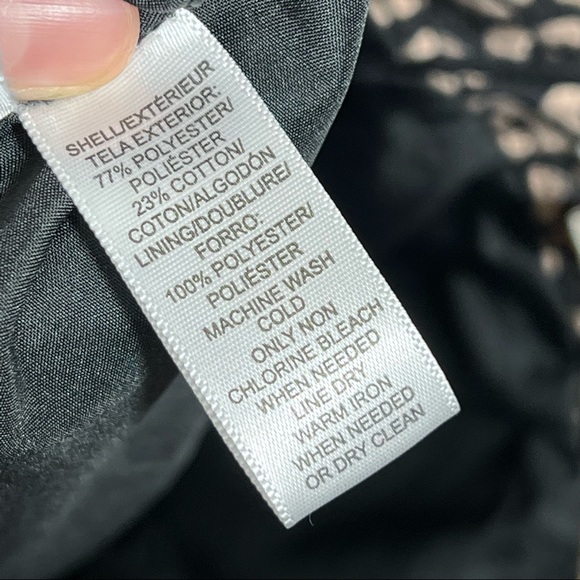 SHELL/EXTÉRIEUR
TELA EXTERIOR:
77% POLYESTER/
POLIÉSTER
23% COTTON/
COTON/ALGODÓN
LINING/DOUBLURE/
FORRO:
100% POLYESTER/
POLIÉSTER
MACHINE WASH
COLD
ONLY NON
CHLORINE BLEACH
WHEN NEEDED
LINE DRY
WARM IRON
WHEN NEEDED
OR DRY CLEAN